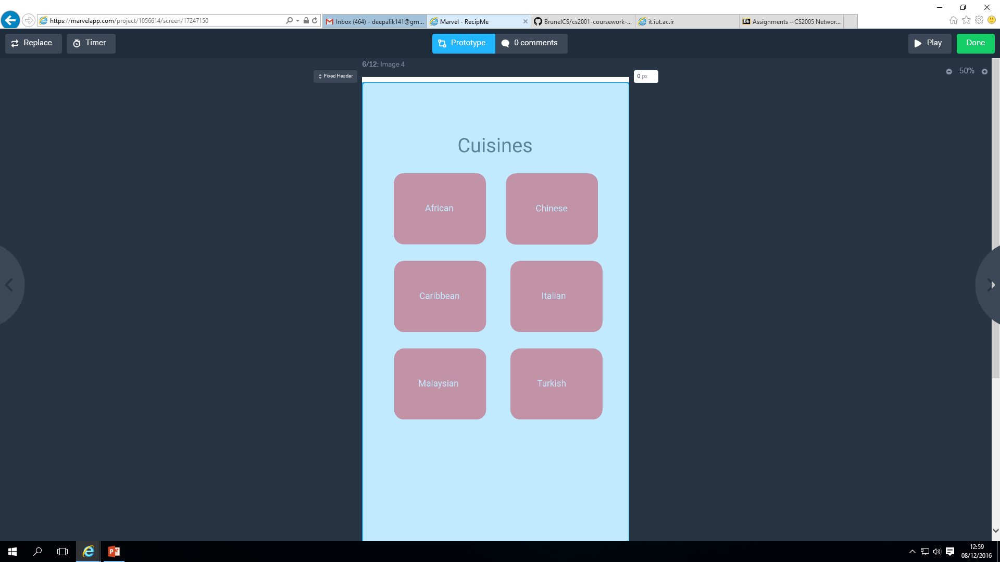 https://marvelapp.com/project/1056614/screen/17247150
Inbox (464) - deepalik141@gm...
Marvel - RecipMe
BrunelCS/cs2001-coursework-...
it.iut.ac.ir
Bb Assignments – CS2005 Networ...
Replace
Timer
Prototype
0 comments
Play
Done
6/12: Image 4
Fixed Header
0 px
50%
Cuisines
African
Chinese
Caribbean
Italian
Malaysian
Turkish
12:59
08/12/2016